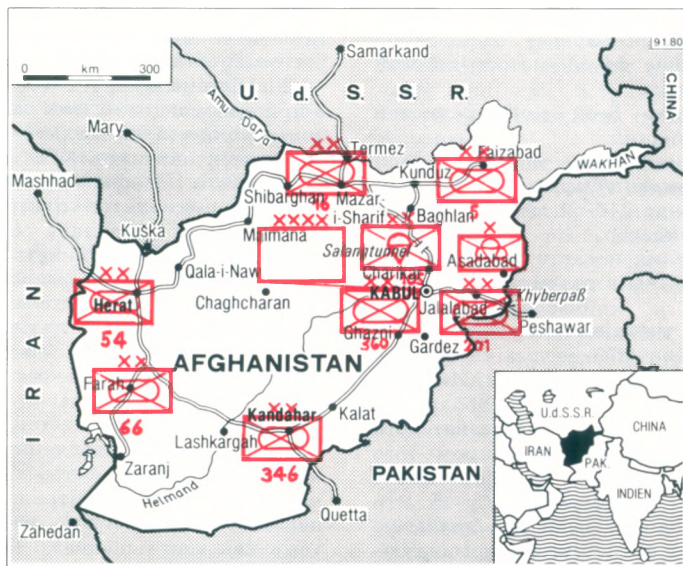 91.80
0 km 300
Samarkand
U. d. S. S. R.
CHINA
Amu Darja
Mary
Termez
Faizabad
WAKHAN
Mashhad
Kunduz
Shibarghan
16
Mazar-
i-Sharif
5
Baghlan
Kuška
Maimana
Salangtunnel
Asadabad
Qala-i-Naw
Charikar
Herat
Chaghcharan
KABUL
Jalalabad
Khyberpaß
Peshawar
54
Ghazni
360
Gardez
201
IRAN
AFGHANISTAN
Farah
66
Kandahar
Kalat
Lashkargah
346
Zaranj
PAKISTAN
Helmand
Quetta
Zahedan
U.d.S.S.R.
CHINA
IRAN
PAK.
INDIEN